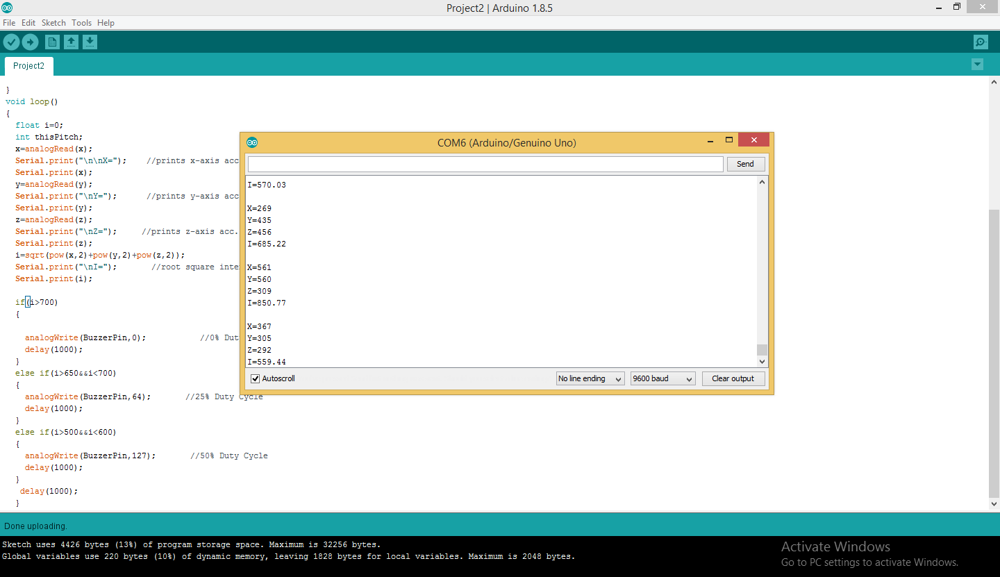 Project2 | Arduino 1.8.5
File Edit Sketch Tools Help
Project2
}
void loop()
{
float i=0;
int thisPitch;
x=analogRead(x);
Serial.print("\n\nX="); //prints x-axis acc
Serial.print(x);
y=analogRead(y);
Serial.print("\nY="); //prints y-axis acc
Serial.print(y);
z=analogRead(z);
Serial.print("\nZ="); //prints z-axis acc.
Serial.print(z);
i=sqrt(pow(x,2)+pow(y,2)+pow(z,2));
Serial.print("\nI="); //root square inte
Serial.print(i);
if(i>700)
{
analogWrite(BuzzerPin,0); //0% Dut
delay(1000);
}
else if(i>650&&i<700)
{
analogWrite(BuzzerPin,64); //25% Duty Cycle
delay(1000);
}
else if(i>500&&i<600)
{
analogWrite(BuzzerPin,127); //50% Duty Cycle
delay(1000);
}
delay(1000);
}
COM6 (Arduino/Genuino Uno)
Send
I=570.03
X=269
Y=435
Z=456
I=685.22
X=561
Y=560
Z=309
I=850.77
X=367
Y=305
Z=292
I=559.44
Autoscroll
No line ending
9600 baud
Clear output
Done uploading.
Sketch uses 4426 bytes (13%) of program storage space. Maximum is 32256 bytes.
Global variables use 220 bytes (10%) of dynamic memory, leaving 1828 bytes for local variables. Maximum is 2048 bytes.
Activate Windows
Go to PC settings to activate Windows.